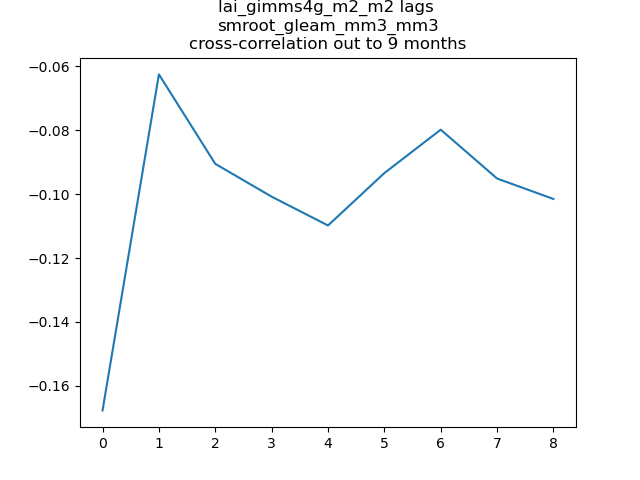 lai_gimms4g_m2_m2 lags
smroot_gleam_mm3_mm3
cross-correlation out to 9 months
−0.06
−0.08
−0.10
−0.12
−0.14
−0.16
0 1 2 3 4 5 6 7 8